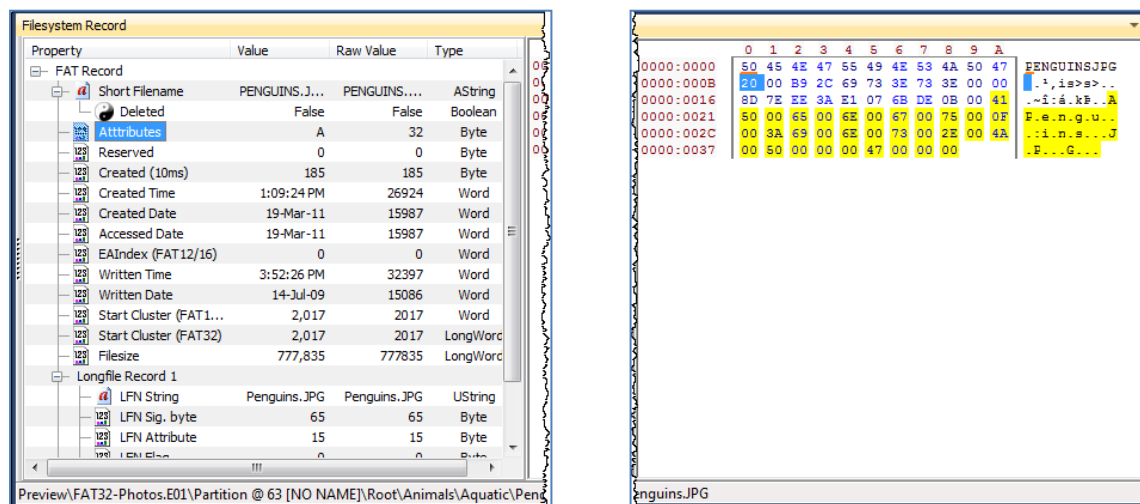 Filesystem Record
Property Value Raw Value Type
FAT Record
Short Filename PENGUINS.J... PENGUINS.... AString
Deleted False False Boolean
Atttributes A 32 Byte
Reserved 0 0 Byte
Created (10ms) 185 185 Byte
Created Time 1:09:24 PM 26924 Word
Created Date 19-Mar-11 15987 Word
Accessed Date 19-Mar-11 15987 Word
EAIndex (FAT12/16) 0 0 Word
Written Time 3:52:26 PM 32397 Word
Written Date 14-Jul-09 15086 Word
Start Cluster (FAT1... 2,017 2017 Word
Start Cluster (FAT32) 2,017 2017 LongWord
Filesize 777,835 777835 LongWord
Longfile Record 1
LFN String Penguins.JPG Penguins.JPG UString
LFN Sig. byte 65 65 Byte
LFN Attribute 15 15 Byte
LFN Flag 0 0 Byte
Preview\FAT32-Photos.E01\Partition @ 63 [NO NAME]\Root\Animals\Aquatic\Pen
0 1 2 3 4 5 6 7 8 9 A
0000:0000 50 45 4E 47 55 49 4E 53 4A 50 47 PENGUINSJPG
0000:000B 20 00 B9 2C 69 73 3E 73 3E 00 00 .¹,is>s>..
0000:0016 8D 7E EE 3A E1 07 6B DE 0B 00 41 .~î:á.kÞ..A
0000:0021 50 00 65 00 6E 00 67 00 75 00 0F P.e.n.g.u..
0000:002C 00 3A 69 00 6E 00 73 00 2E 00 4A .:i.n.s...J
0000:0037 00 50 00 00 00 47 00 00 00 .P...G...
enguins.JPG